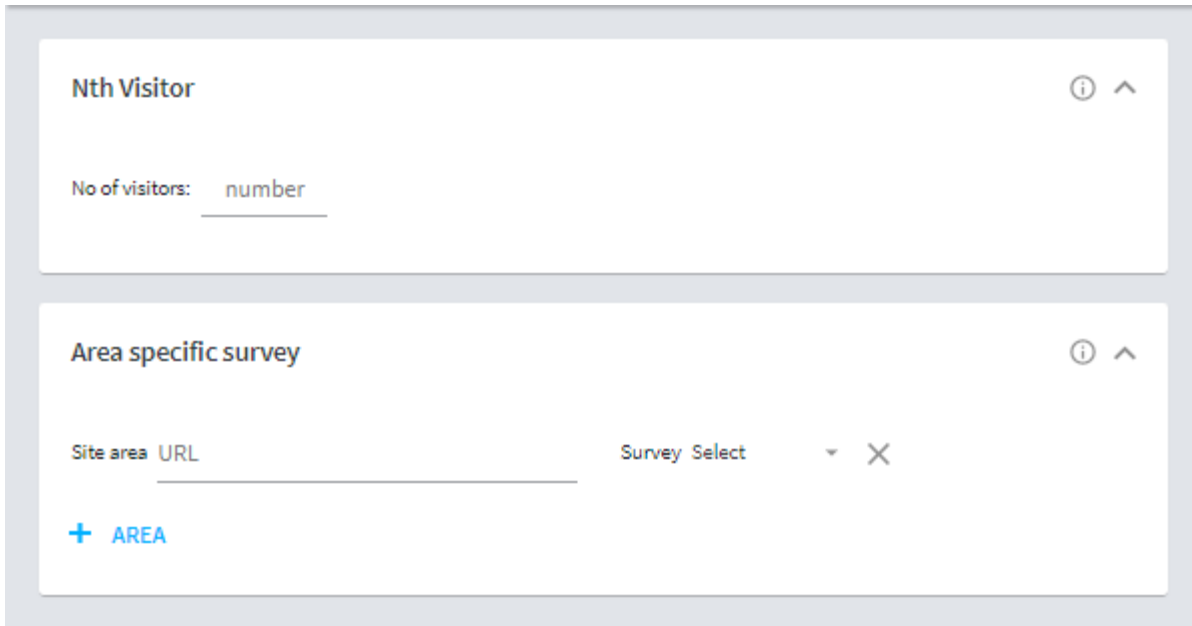 Nth Visitor
No of visitors: number
Area specific survey
Site area URL Survey Select
+ AREA